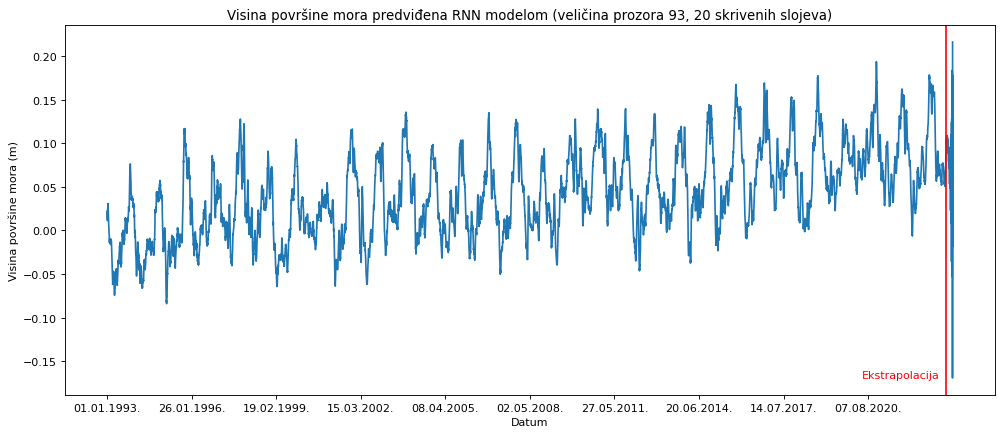 Visina površine mora predviđena RNN modelom (veličina prozora 93, 20 skrivenih slojeva)
Visina površine mora (m)
0.20
0.15
0.10
0.05
0.00
−0.05
−0.10
−0.15
Ekstrapolacija
01.01.1993. 26.01.1996. 19.02.1999. 15.03.2002. 08.04.2005. 02.05.2008. 27.05.2011. 20.06.2014. 14.07.2017. 07.08.2020.
Datum